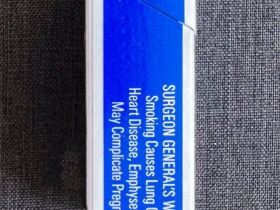 SURGEON GENERAL'S W
Smoking Causes Lung
Heart Disease, Emphyse
May Complicate Preg